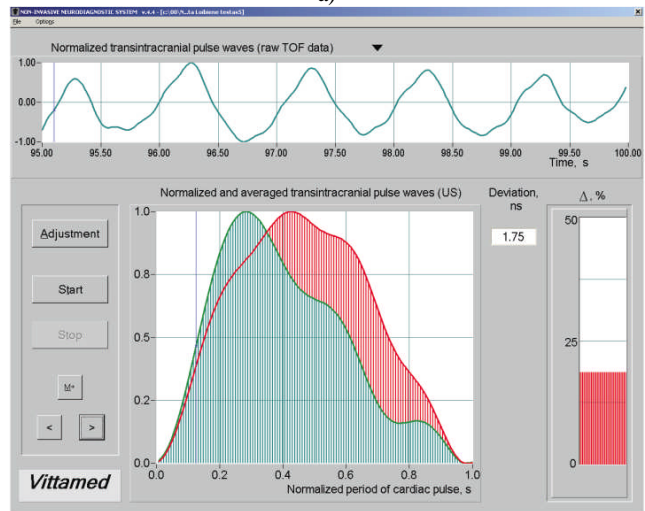 a)
NON-INVASIVE NEURODIAGNOSTIC SYSTEM v.4.4
File Options
Normalized transintracranial pulse waves (raw TOF data)
1.00
0.00
-1.00
95.00 95.50 96.00 96.50 97.00 97.50 98.00 98.50 99.00 99.50 100.00
Time, s
Normalized and averaged transintracranial pulse waves (US)
Deviation, ns
Δ, %
Adjustment
Start
Stop
M+
< >
Vittamed
1.0
0.8
0.5
0.2
0.0
0.0 0.2 0.4 0.6 0.8 1.0
Normalized period of cardiac pulse, s
1.75
50
25
0